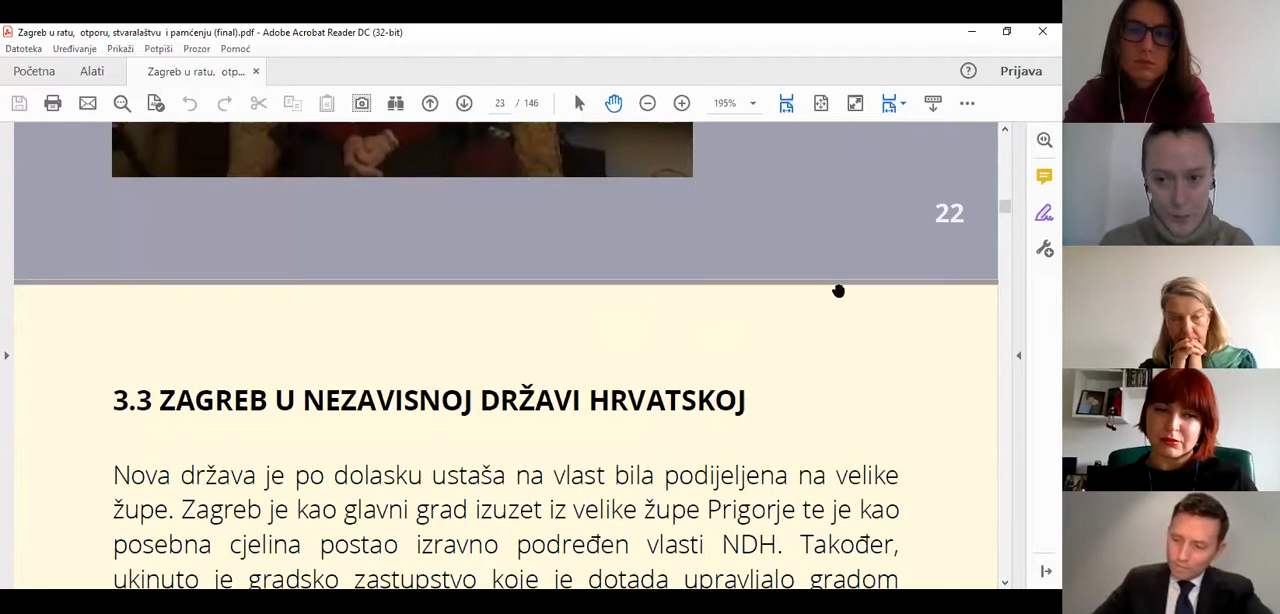 Zagreb u ratu, otporu, stvaralaštvu i pamćenju (final).pdf - Adobe Acrobat Reader DC (32-bit)
Datoteka Uređivanje Prikaži Potpiši Prozor Pomoć
Početna Alati Zagreb u ratu, otp... Prijava
23 / 146 195%
22
3.3 ZAGREB U NEZAVISNOJ DRŽAVI HRVATSKOJ
Nova država je po dolasku ustaša na vlast bila podijeljena na velike
župe. Zagreb je kao glavni grad izuzet iz velike župe Prigorje te je kao
posebna cjelina postao izravno podređen vlasti NDH. Također,
ukinuto je gradsko zastupstvo koje je dotada upravljalo gradom